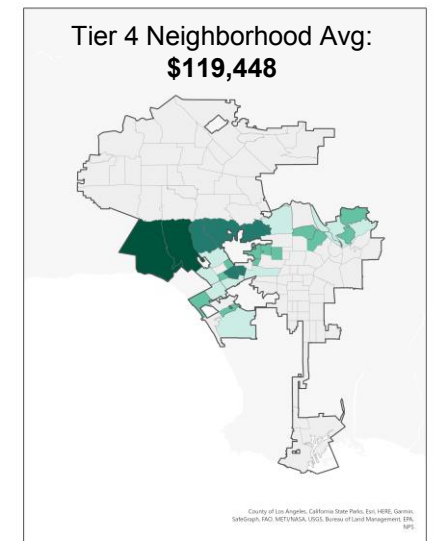 Tier 4 Neighborhood Avg:
$119,448
County of Los Angeles, California State Parks, Esri, HERE, Garmin,
SafeGraph, FAO, METI/NASA, USGS, Bureau of Land Management, EPA,
NPS